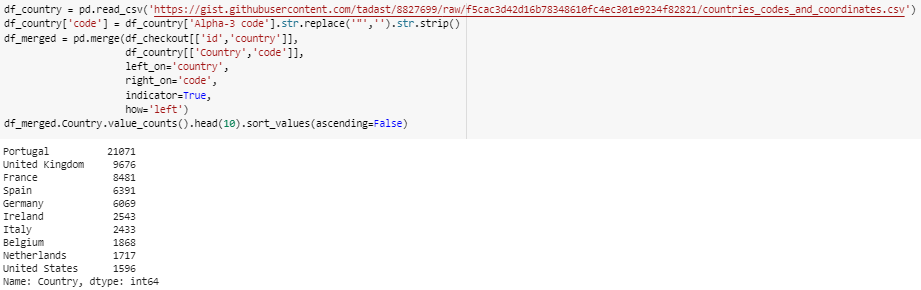 df_country = pd.read_csv('https://gist.githubusercontent.com/tadast/8827699/raw/f5cac3d42d16b78348610fc4ec301e9234f82821/countries_codes_and_coordinates.csv')
df_country['code'] = df_country['Alpha-3 code'].str.replace('"','').str.strip()
df_merged = pd.merge(df_checkout[['id','country']],
                     df_country[['Country','code']],
                     left_on='country',
                     right_on='code',
                     indicator=True,
                     how='left')
df_merged.Country.value_counts().head(10).sort_values(ascending=False)
Portugal          21071
United Kingdom     9676
France             8481
Spain              6391
Germany            6069
Ireland            2543
Italy              2433
Belgium            1868
Netherlands        1717
United States      1596
Name: Country, dtype: int64